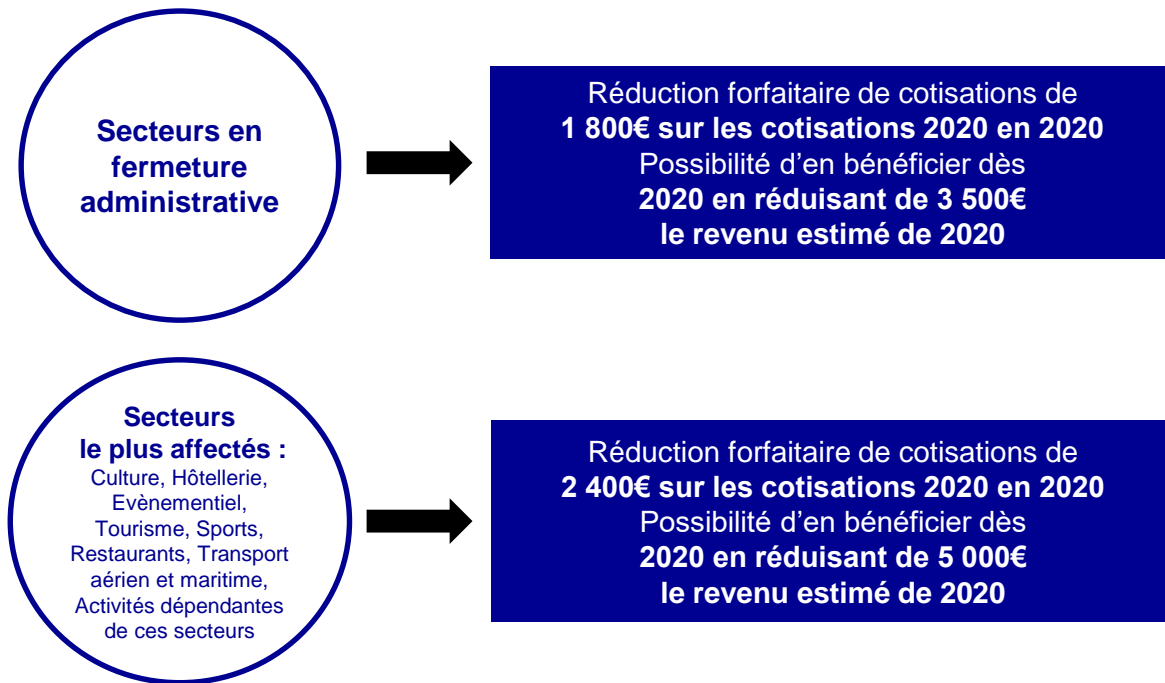 Secteurs en
fermeture
administrative
Réduction forfaitaire de cotisations de
1 800€ sur les cotisations 2020 en 2020
Possibilité d’en bénéficier dès
2020 en réduisant de 3 500€
le revenu estimé de 2020
Secteurs
le plus affectés :
Culture, Hôtellerie,
Evènementiel,
Tourisme, Sports,
Restaurants, Transport
aérien et maritime,
Activités dépendantes
de ces secteurs
Réduction forfaitaire de cotisations de
2 400€ sur les cotisations 2020 en 2020
Possibilité d’en bénéficier dès
2020 en réduisant de 5 000€
le revenu estimé de 2020